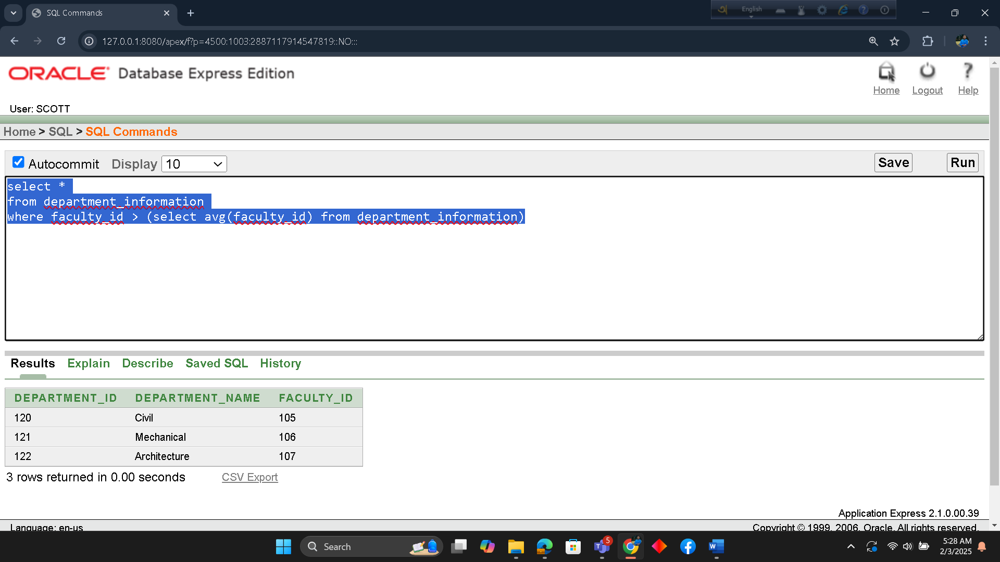 SQL Commands
English
127.0.0.1:8080/apex/f?p=4500:1003:2887117914547819::NO:::
ORACLE Database Express Edition
Home Logout Help
User: SCOTT
Home > SQL > SQL Commands
Autocommit Display 10 Save Run
select *
from department_information
where faculty_id > (select avg(faculty_id) from department_information)
Results Explain Describe Saved SQL History
DEPARTMENT_ID DEPARTMENT_NAME FACULTY_ID
120 Civil 105
121 Mechanical 106
122 Architecture 107
3 rows returned in 0.00 seconds CSV Export
Application Express 2.1.0.00.39
Language: en-us Copyright © 1999, 2006, Oracle. All rights reserved.
Search 5 5:28 AM
2/3/2025